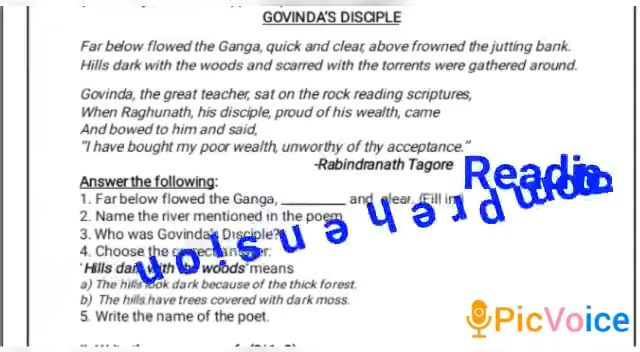 GOVINDA'S DISCIPLE
Far below flowed the Ganga, quick and clear, above frowned the jutting bank.
Hills dark with the woods and scarred with the torrents were gathered around.
Govinda, the great teacher, sat on the rock reading scriptures,
When Raghunath, his disciple, proud of his wealth, came
And bowed to him and said,
"I have bought my poor wealth, unworthy of thy acceptance."
-Rabindranath Tagore
Answer the following:
1. Far below flowed the Ganga, _________ and clear. (Fill in)
2. Name the river mentioned in the poem
3. Who was Govinda's Disciple?
4. Choose the correct answer:
'Hills dark with the woods' means
a) The hills look dark because of the thick forest.
b) The hills have trees covered with dark moss.
5. Write the name of the poet.
PicVoice